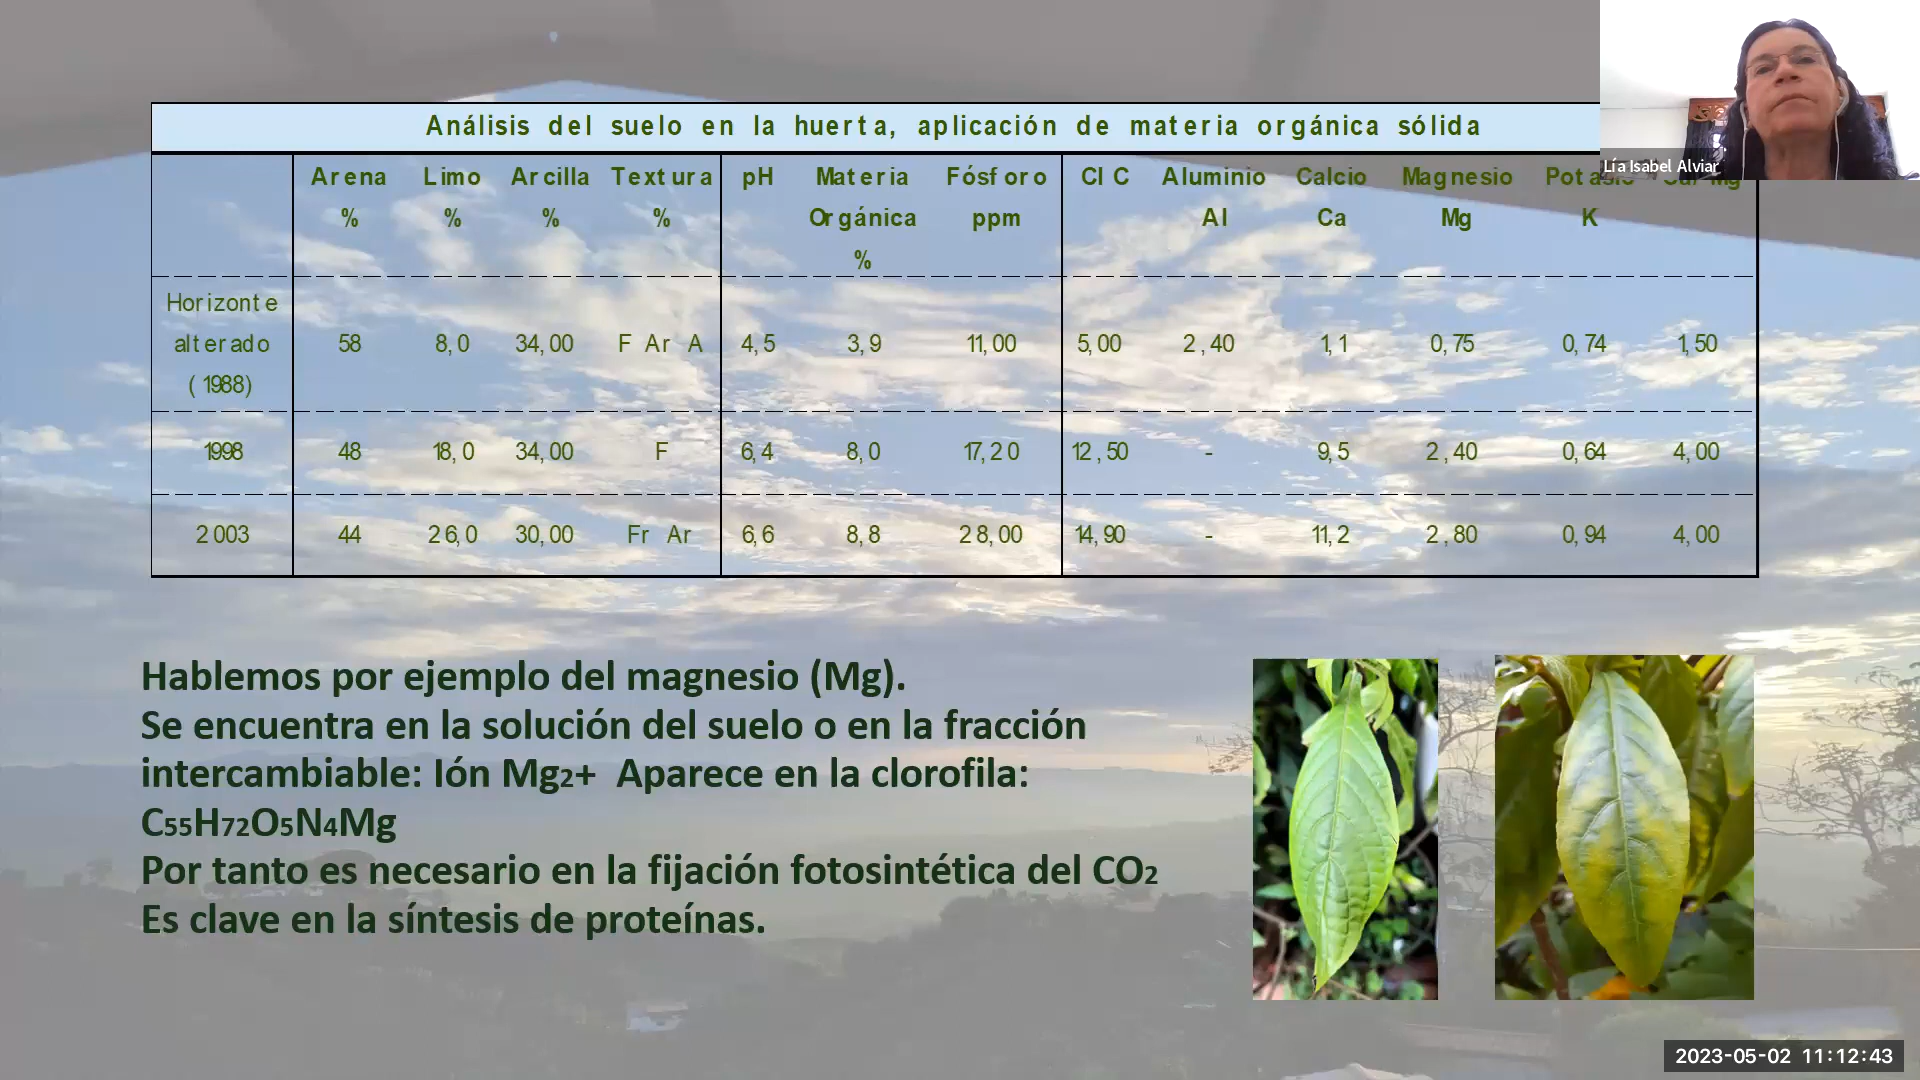 Análisis del suelo en la huerta, aplicación de materia orgánica sólida
Lía Isabel Alviar
Arena Limo Arcilla Textura pH Materia Fósforo CIC Aluminio Calcio Magnesio
% % % % Orgánica ppm Al Ca Mg K
%
Horizonte
alterado 58 8,0 34,00 F Ar A 4,5 3,9 11,00 5,00 2,40 1,1 0,75 0,74 1,50
(1988)
1998 48 18,0 34,00 F 6,4 8,0 17,20 12,50 - 9,5 2,40 0,64 4,00
2003 44 26,0 30,00 Fr Ar 6,6 8,8 28,00 14,90 - 11,2 2,80 0,94 4,00
Hablemos por ejemplo del magnesio (Mg).
Se encuentra en la solución del suelo o en la fracción
intercambiable: Ión Mg2+ Aparece en la clorofila:
C55H72O5N4Mg
Por tanto es necesario en la fijación fotosintética del CO2
Es clave en la síntesis de proteínas.
2023-05-02 11:12:43